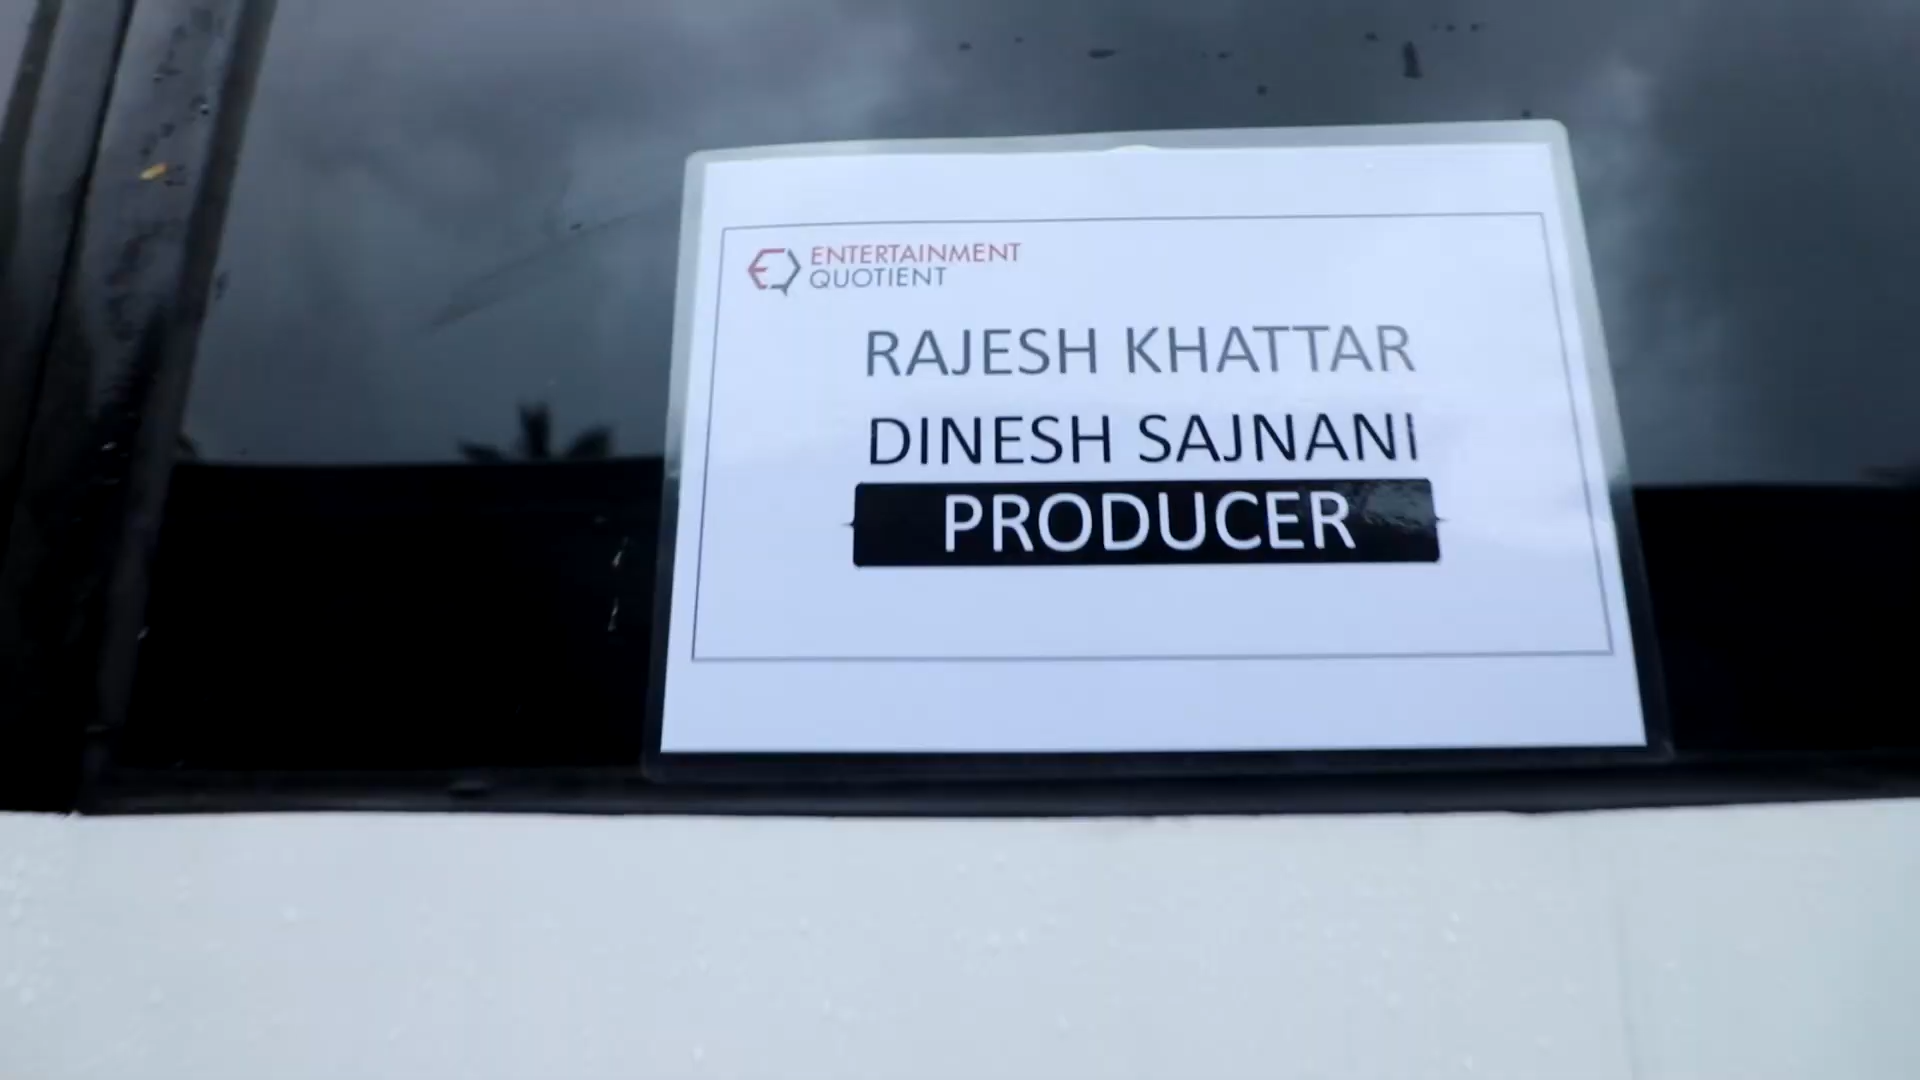 ENTERTAINMENT
QUOTIENT
RAJESH KHATTAR
DINESH SAJNANI
PRODUCER